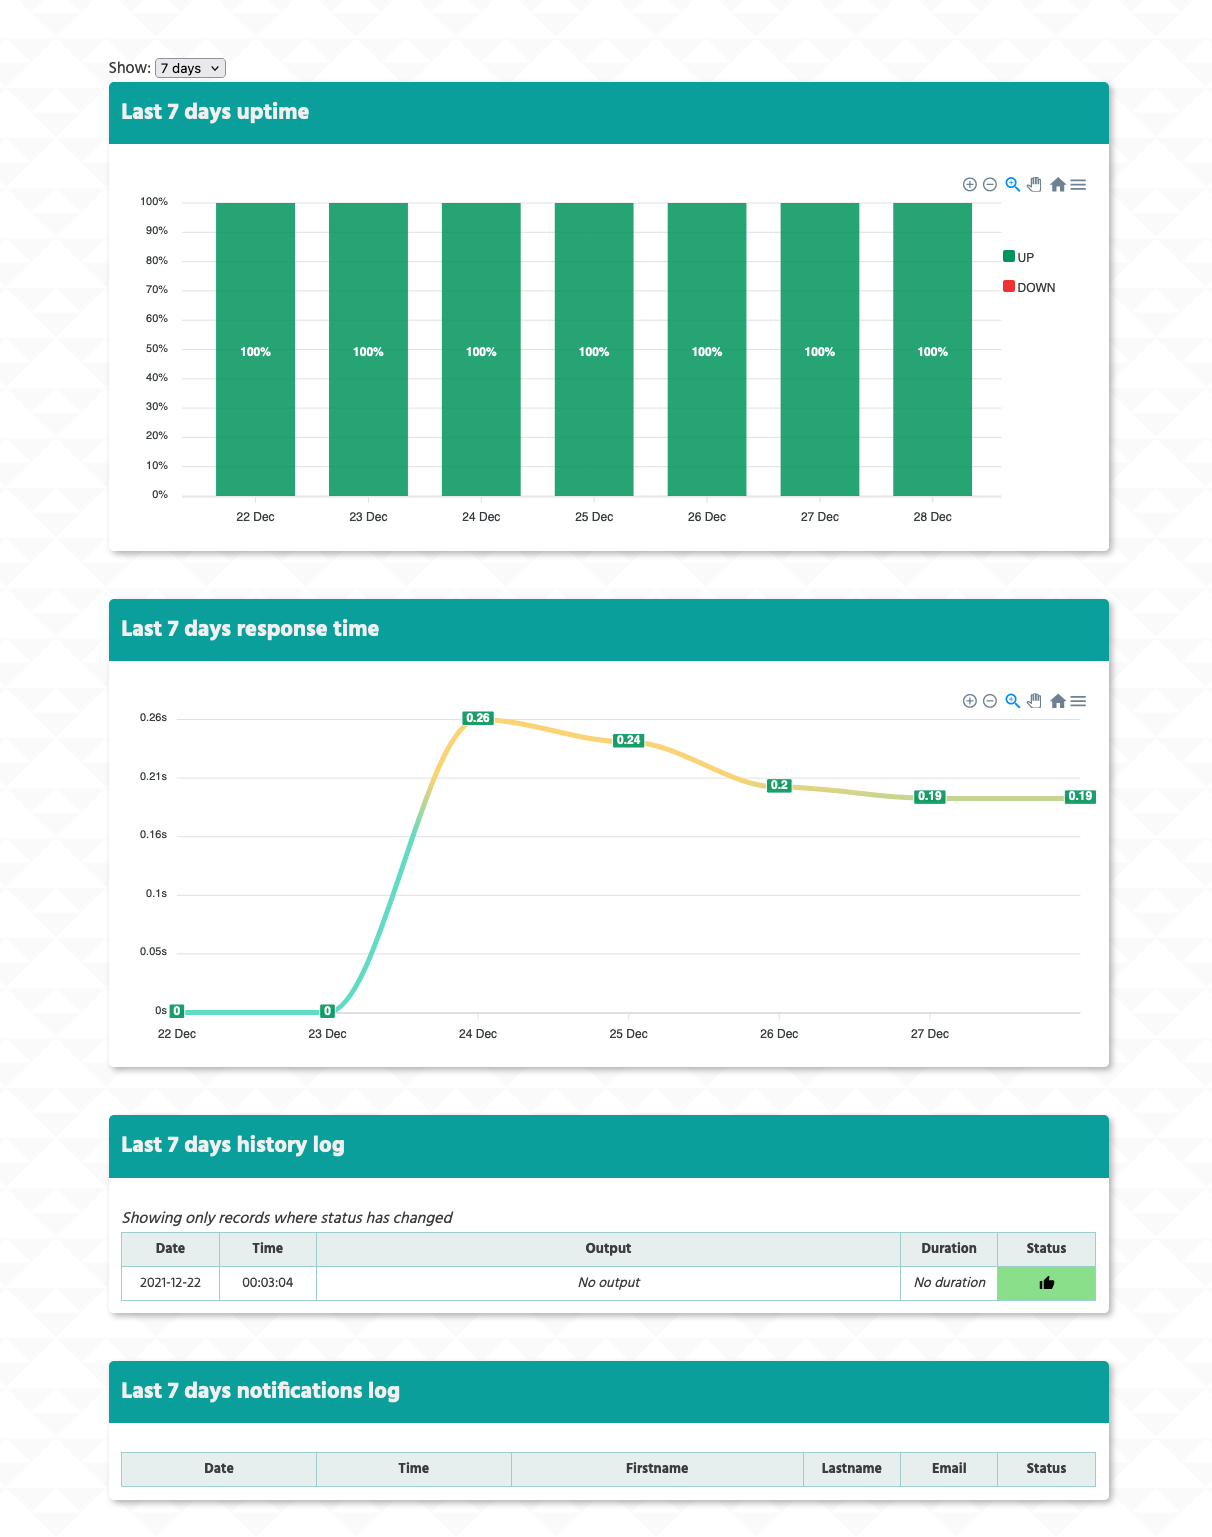 Show: 7 days
Last 7 days uptime
100%
90%
80%
70%
60%
50%
40%
30%
20%
10%
0%
100% 100% 100% 100% 100% 100% 100%
22 Dec 23 Dec 24 Dec 25 Dec 26 Dec 27 Dec 28 Dec
UP
DOWN
Last 7 days response time
0.26s
0.21s
0.16s
0.1s
0.05s
0s
0 0 0.26 0.24 0.2 0.19 0.19
22 Dec 23 Dec 24 Dec 25 Dec 26 Dec 27 Dec
Last 7 days history log
Showing only records where status has changed
Date Time Output Duration Status
2021-12-22 00:03:04 No output No duration
Last 7 days notifications log
Date Time Firstname Lastname Email Status